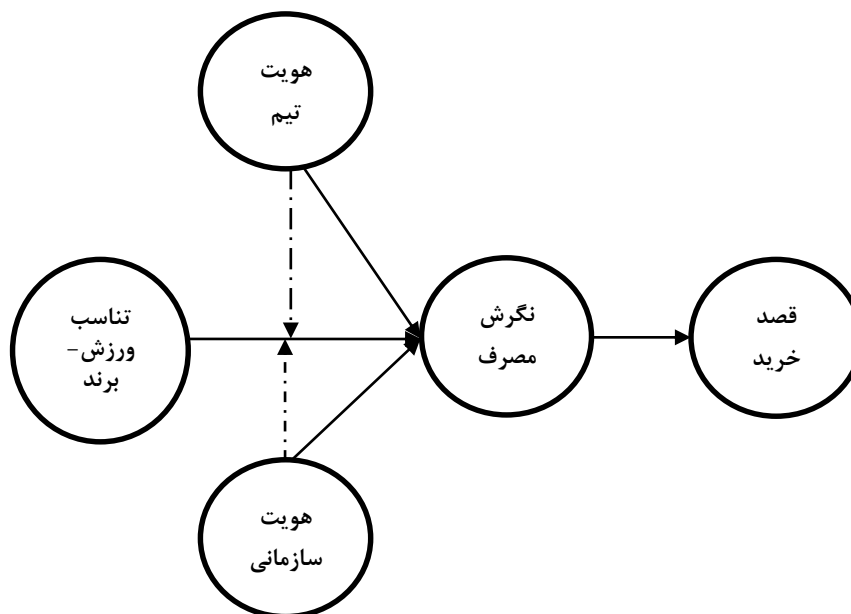 هویت
تیم
تناسب
ورزش-
برند
نگرش
مصرف
قصد
خرید
هویت
سازمانی